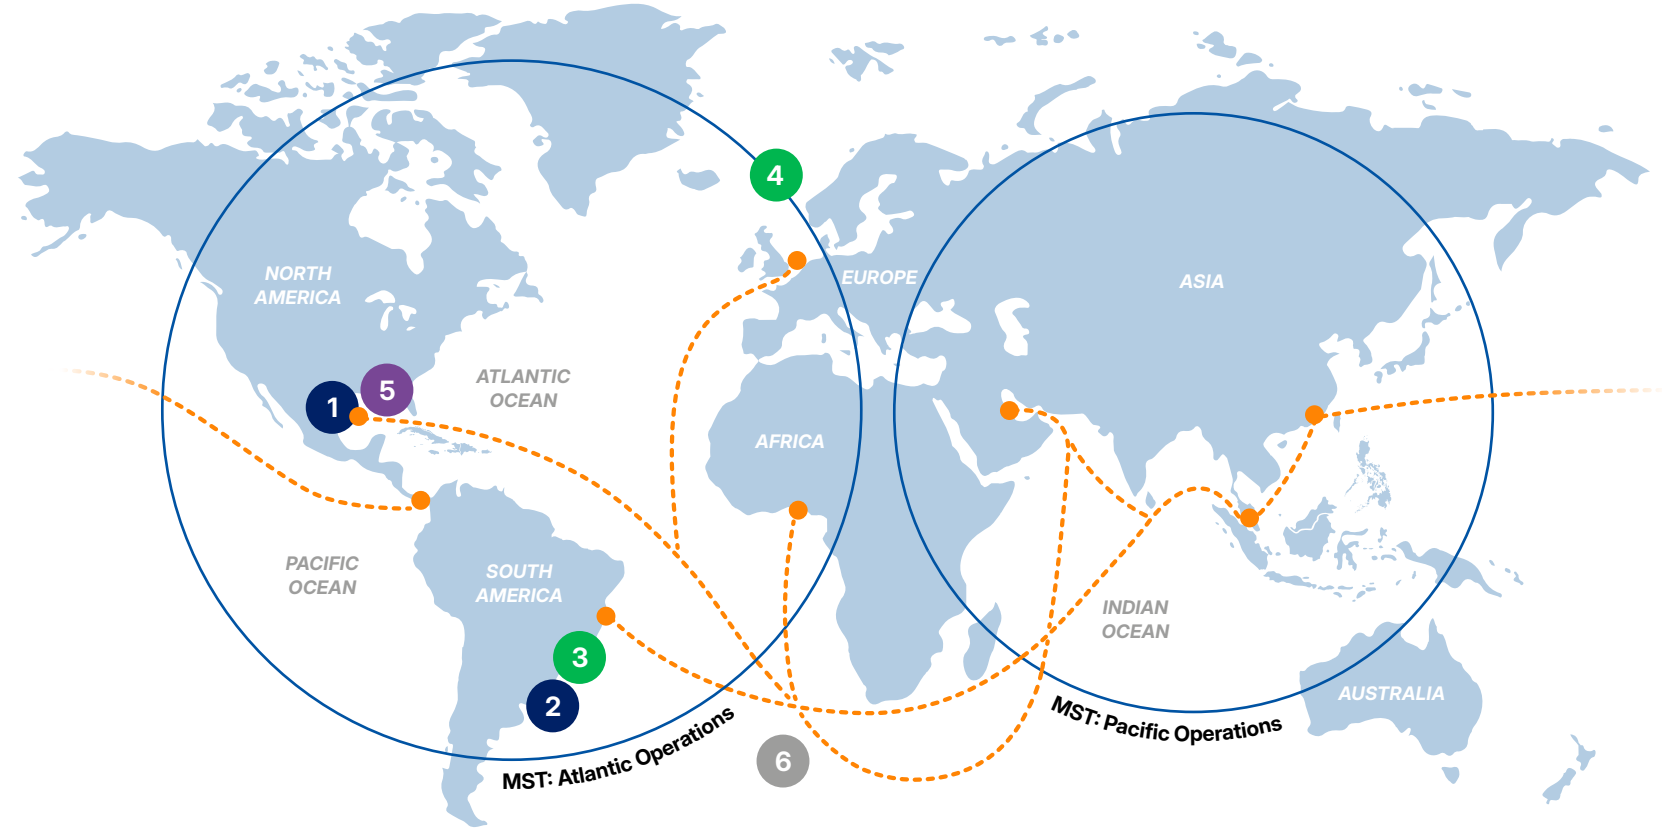 4
NORTH
AMERICA
EUROPE
ASIA
ATLANTIC
OCEAN
1
5
AFRICA
PACIFIC
OCEAN
SOUTH
AMERICA
INDIAN
OCEAN
3
2
AUSTRALIA
MST: Atlantic Operations
MST: Pacific Operations
6